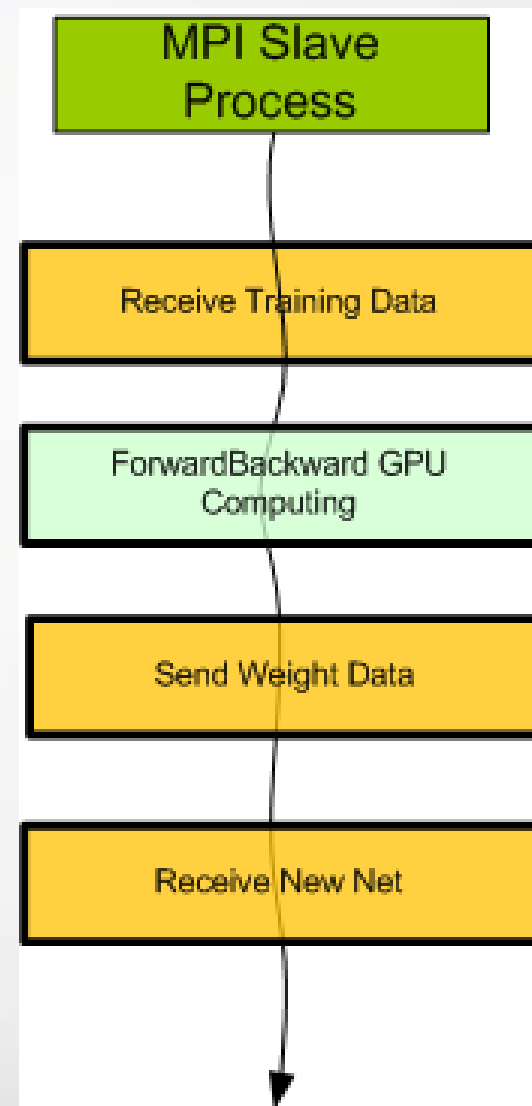 MPI Slave
Process
Receive Training Data
ForwardBackward GPU
Computing
Send Weight Data
Receive New Net